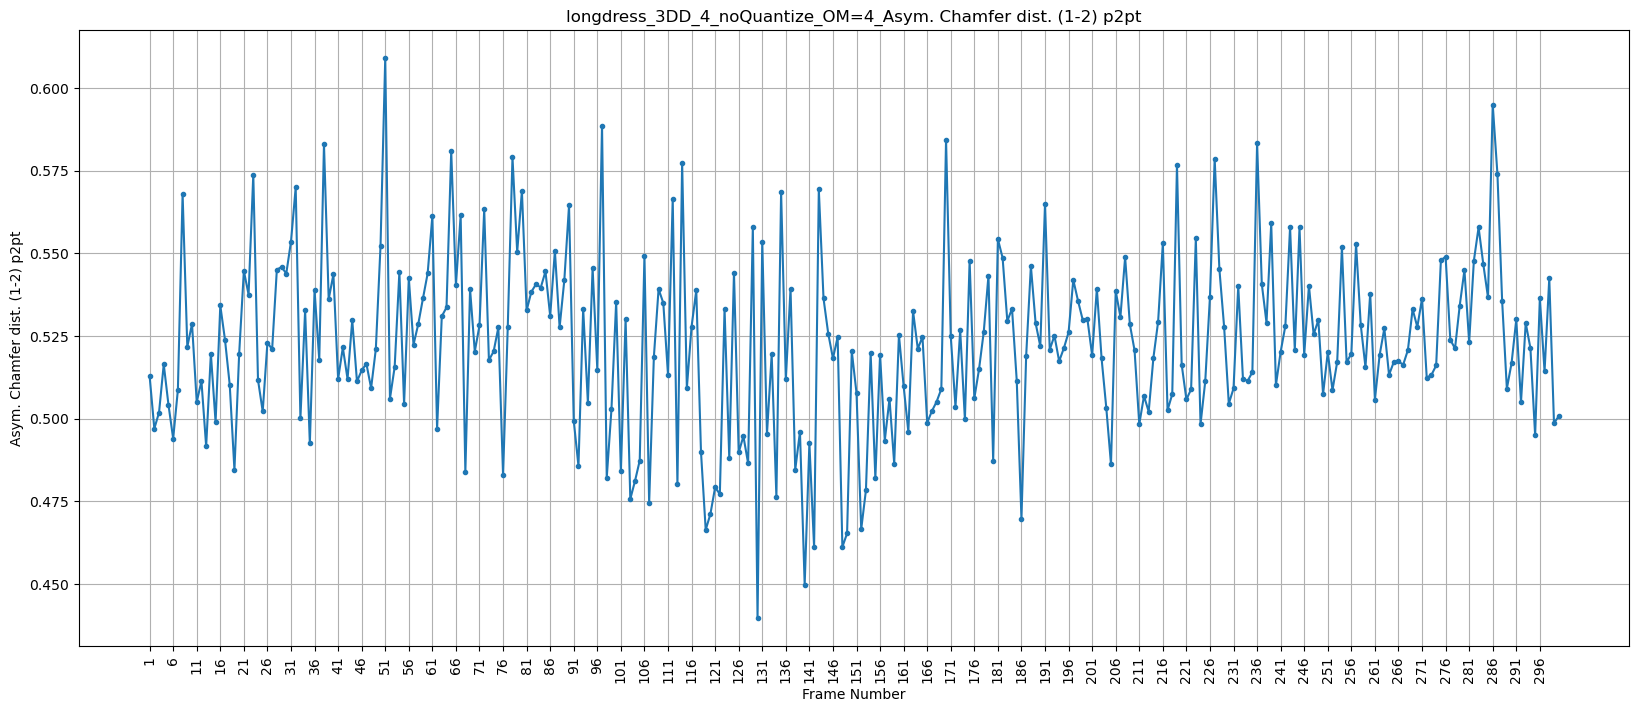 longdress_3DD_4_noQuantize_OM=4_Asym. Chamfer dist. (1-2) p2pt
Asym. Chamfer dist. (1-2) p2pt
0.600
0.575
0.550
0.525
0.500
0.475
0.450
1 6 11 16 21 26 31 36 41 46 51 56 61 66 71 76 81 86 91 96 101 106 111 116 121 126 131 136 141 146 151 156 161 166 171 176 181 186 191 196 201 206 211 216 221 226 231 236 241 246 251 256 261 266 271 276 281 286 291 296
Frame Number